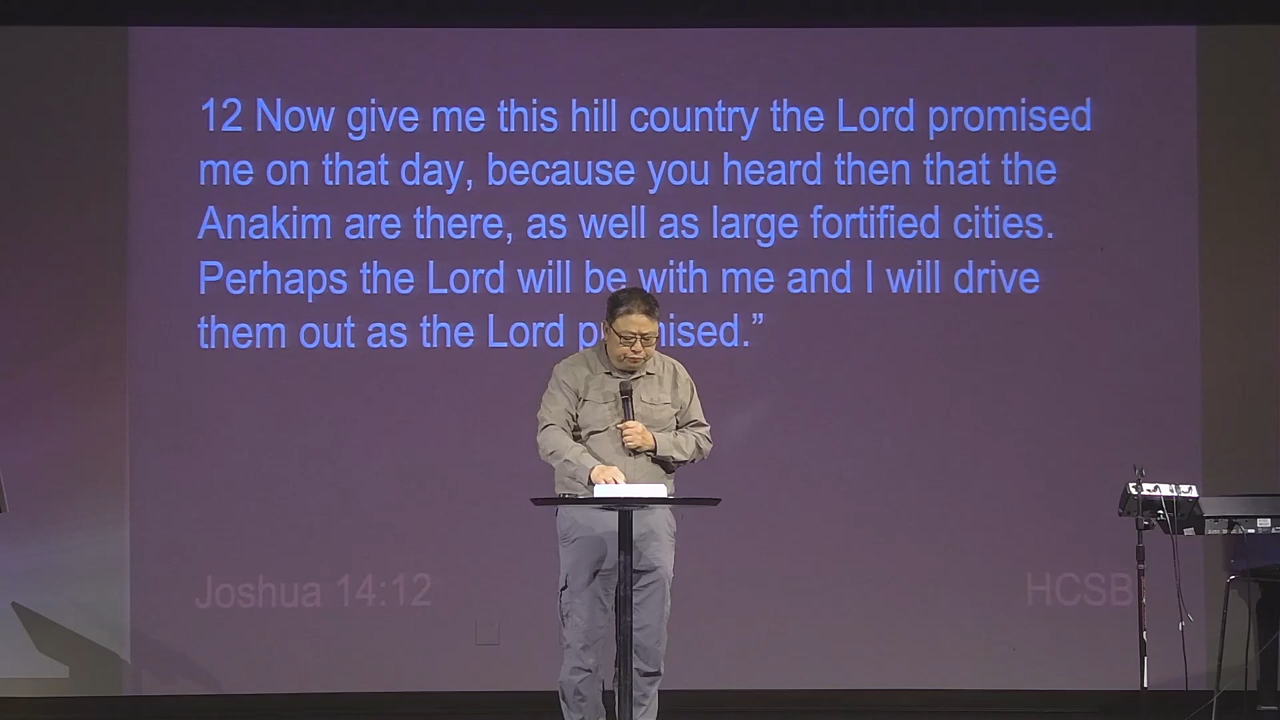 12 Now give me this hill country the Lord promised
me on that day, because you heard then that the
Anakim are there, as well as large fortified cities.
Perhaps the Lord will be with me and I will drive
them out as the Lord promised.”
Joshua 14:12
HCSB